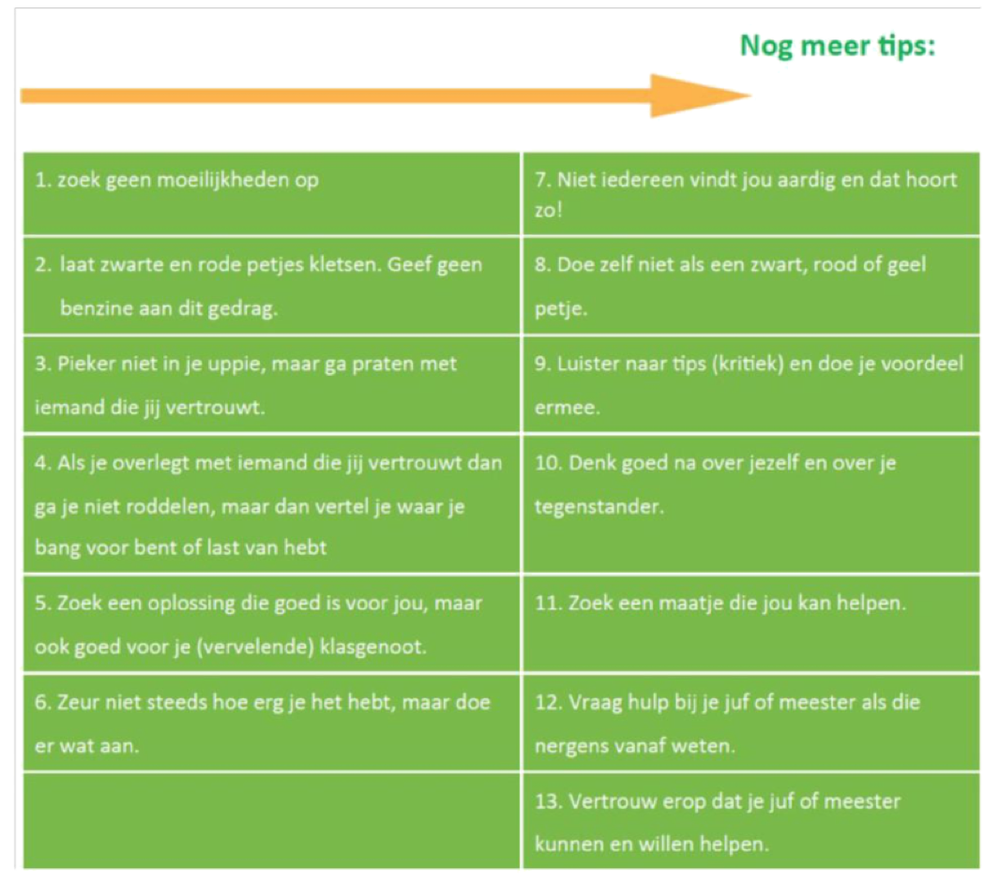 Nog meer tips:
1. zoek geen moeilijkheden op
2. laat zwarte en rode petjes kletsen. Geef geen
benzine aan dit gedrag.
3. Pieker niet in je uppie, maar ga praten met
iemand die jij vertrouwt.
4. Als je overlegt met iemand die jij vertrouwt dan
ga je niet roddelen, maar dan vertel je waar je
bang voor bent of last van hebt
5. Zoek een oplossing die goed is voor jou, maar
ook goed voor je (vervelende) klasgenoot.
6. Zeur niet steeds hoe erg je het hebt, maar doe
er wat aan.
7. Niet iedereen vindt jou aardig en dat hoort
zo!
8. Doe zelf niet als een zwart, rood of geel
petje.
9. Luister naar tips (kritiek) en doe je voordeel
ermee.
10. Denk goed na over jezelf en over je
tegenstander.
11. Zoek een maatje die jou kan helpen.
12. Vraag hulp bij je juf of meester als die
nergens vanaf weten.
13. Vertrouw erop dat je juf of meester
kunnen en willen helpen.